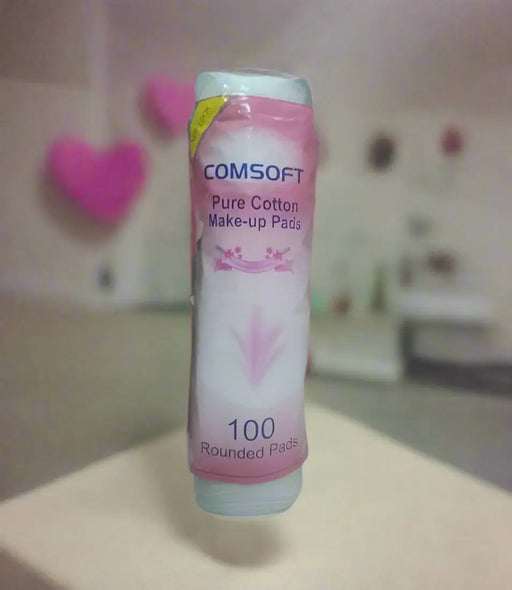 COMSOFT
Pure Cotton
Make-up Pads
100
Rounded Pads